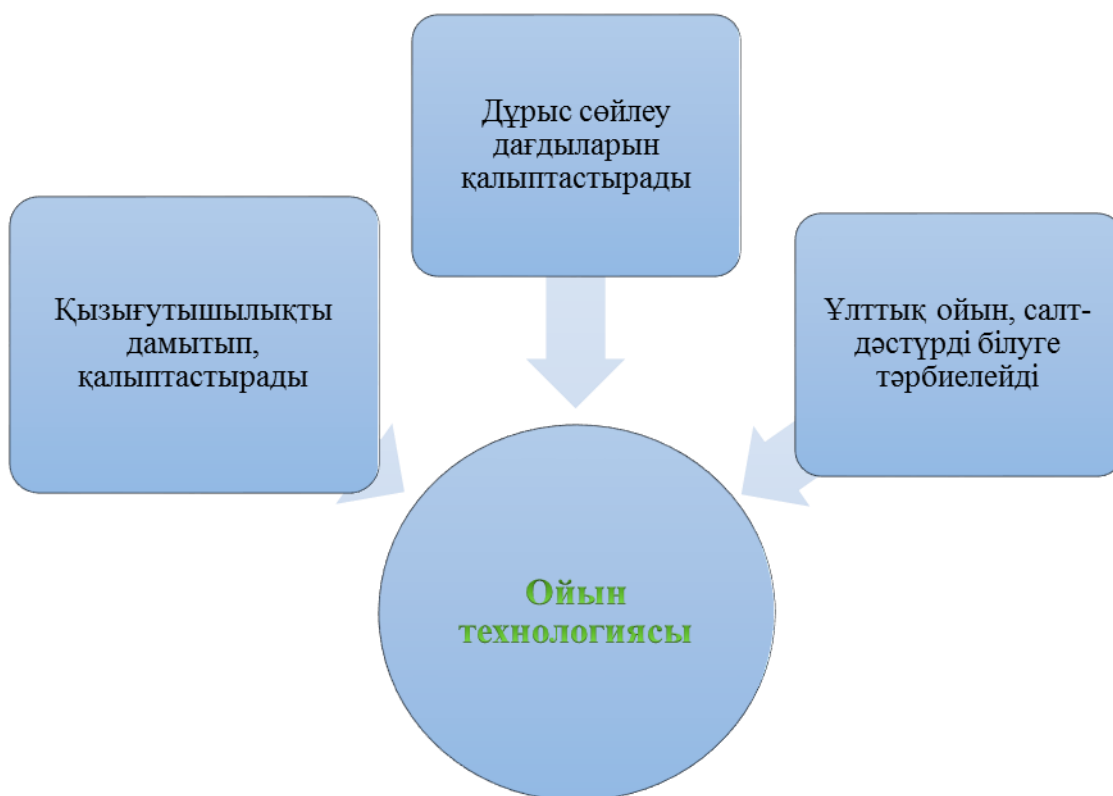 Дұрыс сөйлеу
дағдыларын
қалыптастырады
Қызығутышылықты
дамытып,
қалыптастырады
Ұлттық ойын, салт-
дәстүрді білуге
тәрбиелейді
Ойын
технологиясы